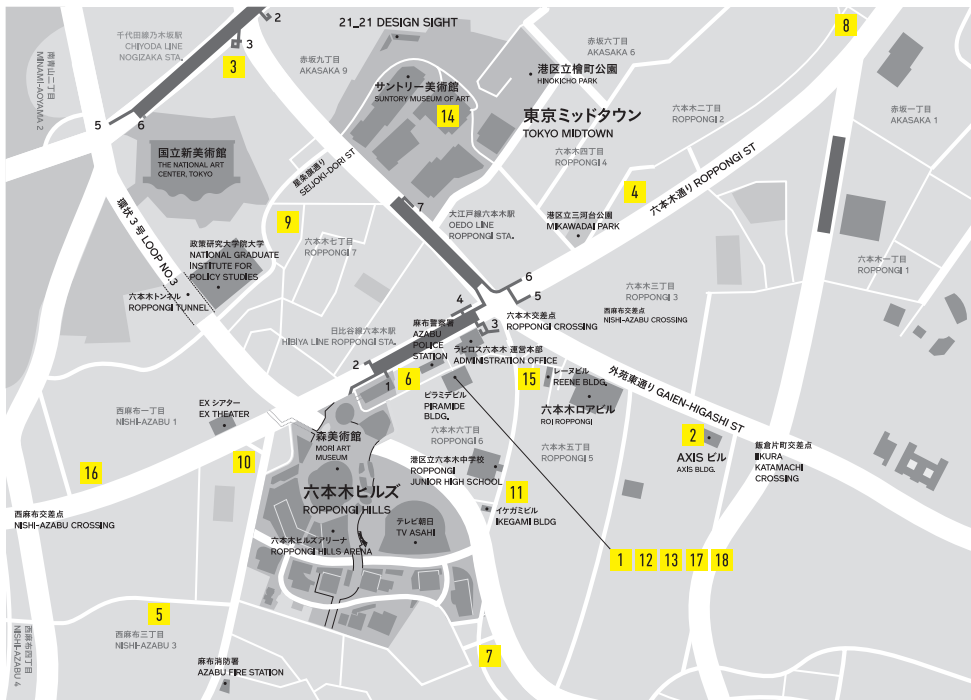 2
3
3
千代田線乃木坂駅
CHIYODA LINE
NOGIZAKA STA.
南青山二丁目
MINAMI-AOYAMA 2
5
6
21_21 DESIGN SIGHT
赤坂九丁目
AKASAKA 9
サントリー美術館
SUNTORY MUSEUM OF ART
14
赤坂六丁目
AKASAKA 6
港区立檜町公園
HINOKICHO PARK
東京ミッドタウン
TOKYO MIDTOWN
8
赤坂一丁目
AKASAKA 1
六本木二丁目
ROPPONGI 2
六本木四丁目
ROPPONGI 4
国立新美術館
THE NATIONAL ART
CENTER, TOKYO
星条旗通り
SEIJOKI-DORI ST
4
六本木通り ROPPONGI ST
環状3号 LOOP NO.3
9
六本木七丁目
ROPPONGI 7
7
大江戸線六本木駅
OEDO LINE
ROPPONGI STA.
港区立三河台公園
MIKAWADAI PARK
政策研究大学院大学
NATIONAL GRADUATE
INSTITUTE FOR
POLICY STUDIES
六本木トンネル
ROPPONGI TUNNEL
六本木一丁目
ROPPONGI 1
6
5
六本木三丁目
ROPPONGI 3
4
3
六本木交差点
ROPPONGI CROSSING
西麻布交差点
NISHI-AZABU CROSSING
日比谷線六本木駅
HIBIYA LINE ROPPONGI STA.
麻布警察署
AZABU
POLICE
STATION
ラピロス六本木 運営本部
ADMINISTRATION OFFICE
2
1
6
ピラミデビル
PIRAMIDE
BLDG.
15
レーヌビル
REENE BLDG.
六本木ロアビル
ROI ROPPONGI
外苑東通り GAIEN-HIGASHI ST
西麻布一丁目
NISHI-AZABU 1
EX シアター
EX THEATER
森美術館
MORI ART
MUSEUM
六本木六丁目
ROPPONGI 6
六本木五丁目
ROPPONGI 5
2
AXIS ビル
AXIS BLDG.
飯倉片町交差点
IIKURA
KATAMACHI
CROSSING
16
10
港区立六本木中学校
ROPPONGI
JUNIOR HIGH SCHOOL
11
イケガミビル
IKEGAMI BLDG
六本木ヒルズ
ROPPONGI HILLS
西麻布交差点
NISHI-AZABU CROSSING
テレビ朝日
TV ASAHI
六本木ヒルズアリーナ
ROPPONGI HILLS ARENA
1 12 13 17 18
5
西麻布三丁目
NISHI-AZABU 3
西麻布四丁目
NISHI-AZABU 4
麻布消防署
AZABU FIRE STATION
7